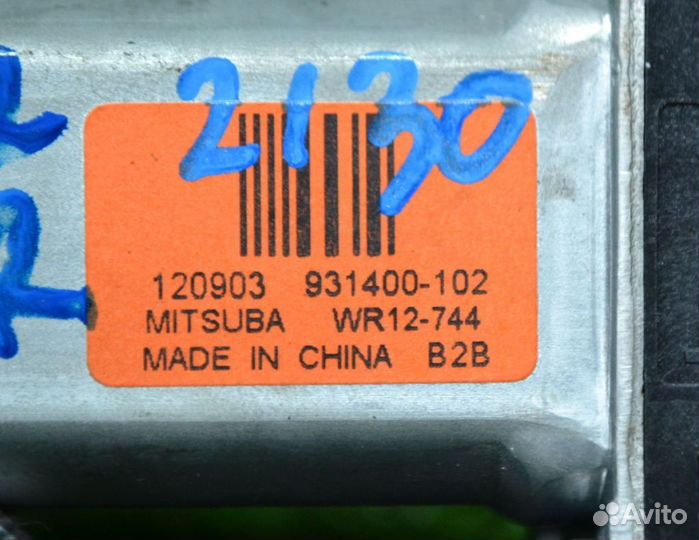 2130
120903 931400-102
MITSUBA WR12-744
MADE IN CHINA B2B
Avito